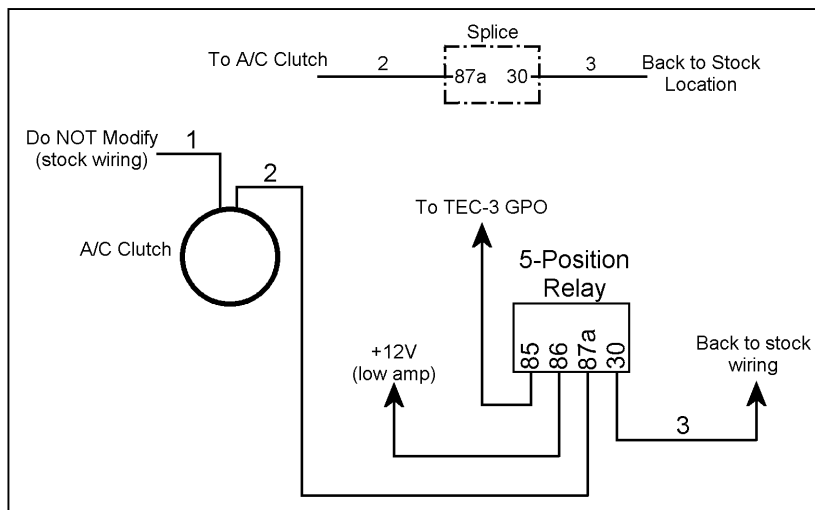 Splice
To A/C Clutch
2
87a
30
3
Back to Stock
Location
Do NOT Modify
(stock wiring)
1
2
A/C Clutch
To TEC-3 GPO
5-Position
Relay
85
86
87a
30
+12V
(low amp)
Back to stock
wiring
3